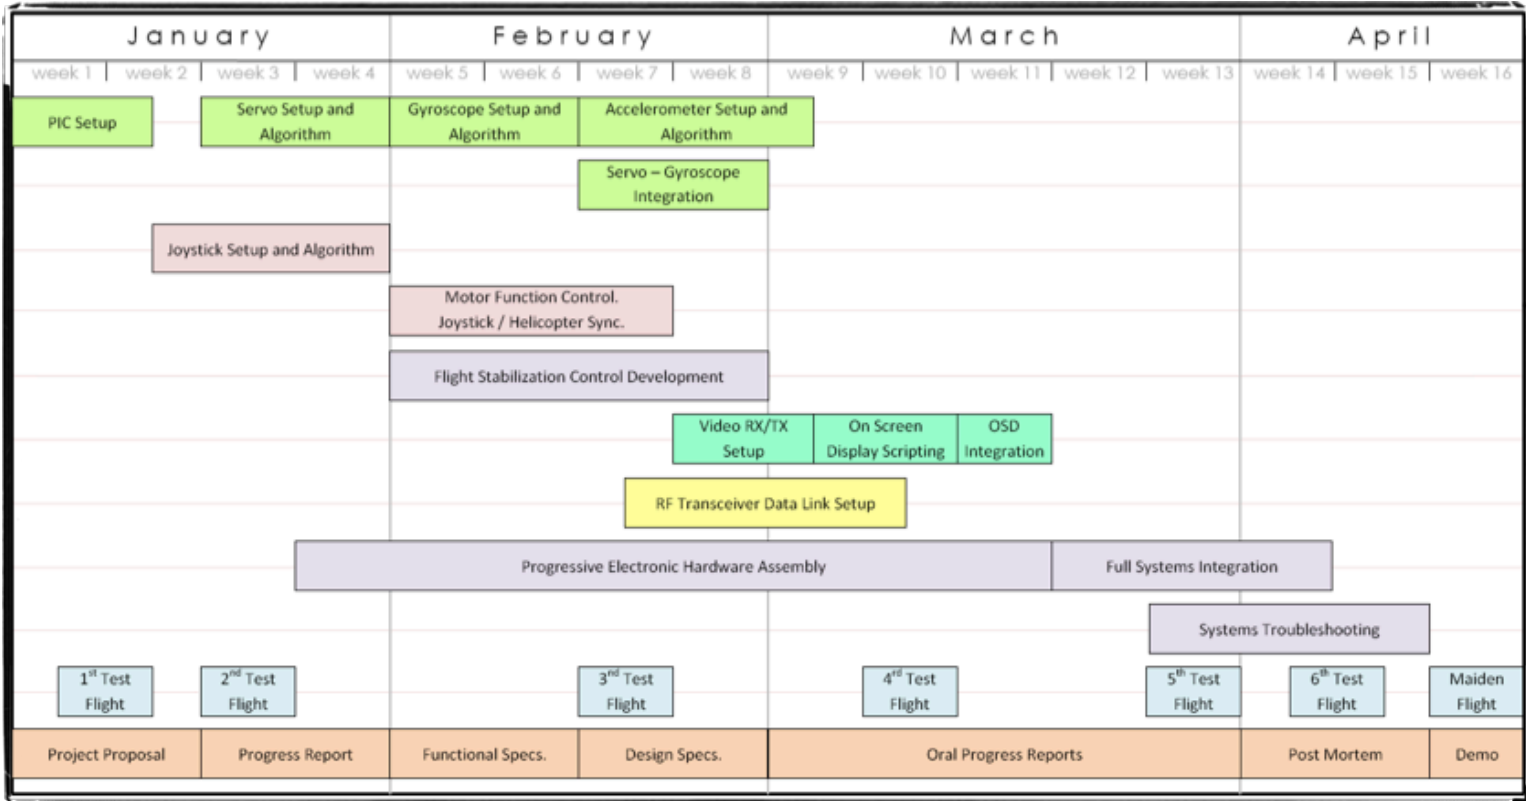 January February March April
week 1 week 2 week 3 week 4 week 5 week 6 week 7 week 8 week 9 week 10 week 11 week 12 week 13 week 14 week 15 week 16
PIC Setup
Servo Setup and
Algorithm
Gyroscope Setup and
Algorithm
Accelerometer Setup and
Algorithm
Servo – Gyroscope
Integration
Joystick Setup and Algorithm
Motor Function Control.
Joystick / Helicopter Sync.
Flight Stabilization Control Development
Video RX/TX
Setup
On Screen
Display Scripting
OSD
Integration
RF Transceiver Data Link Setup
Progressive Electronic Hardware Assembly
Full Systems Integration
Systems Troubleshooting
1st Test
Flight
2nd Test
Flight
3nd Test
Flight
4rd Test
Flight
5th Test
Flight
6th Test
Flight
Maiden
Flight
Project Proposal
Progress Report
Functional Specs.
Design Specs.
Oral Progress Reports
Post Mortem
Demo